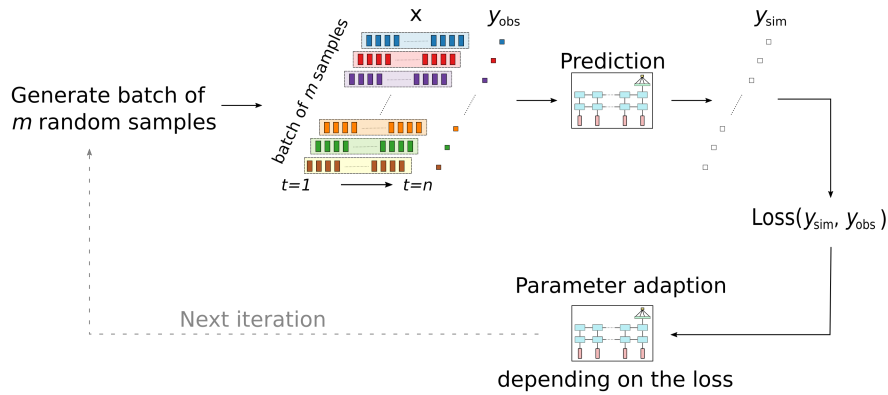 x
y_obs
y_sim
batch of m samples
Prediction
Generate batch of
m random samples
t=1
t=n
Loss(y_sim, y_obs)
Parameter adaption
Next iteration
depending on the loss